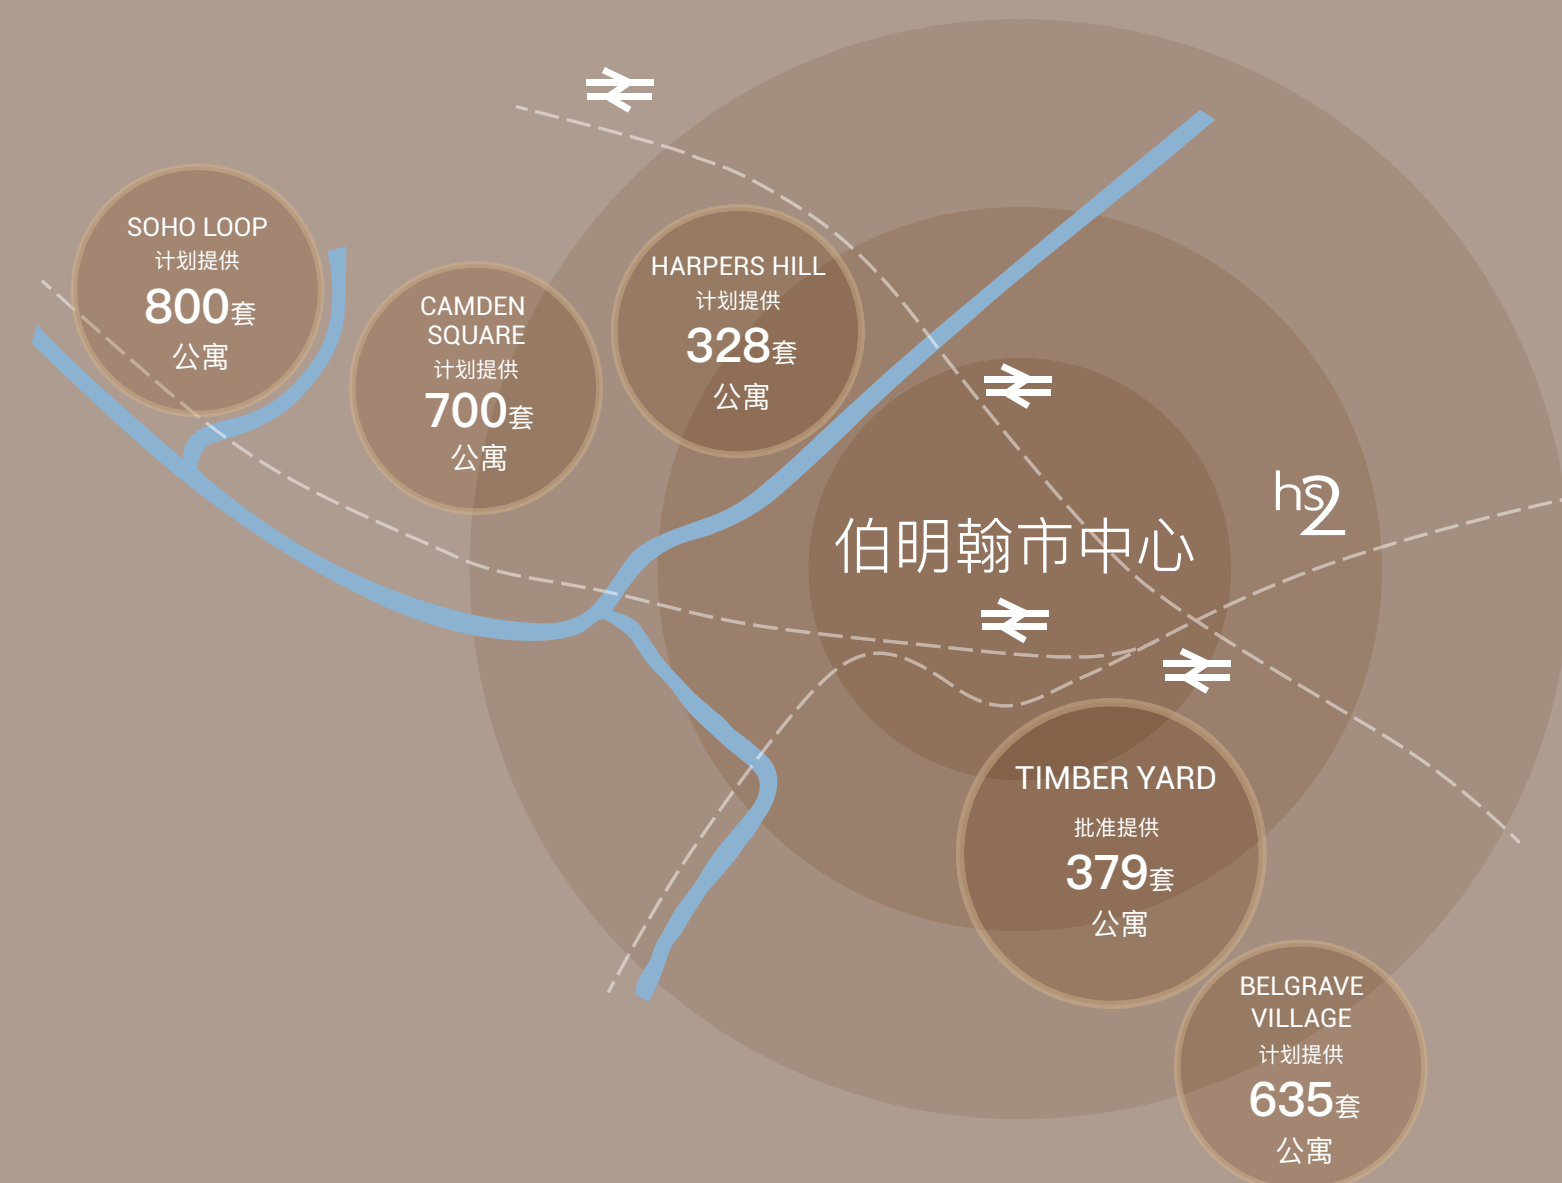 SOHO LOOP
计划提供
800套
公寓
CAMDEN
SQUARE
计划提供
700套
公寓
HARPERS HILL
计划提供
328套
公寓
hs2
伯明翰市中心
TIMBER YARD
批准提供
379套
公寓
BELGRAVE
VILLAGE
计划提供
635套
公寓